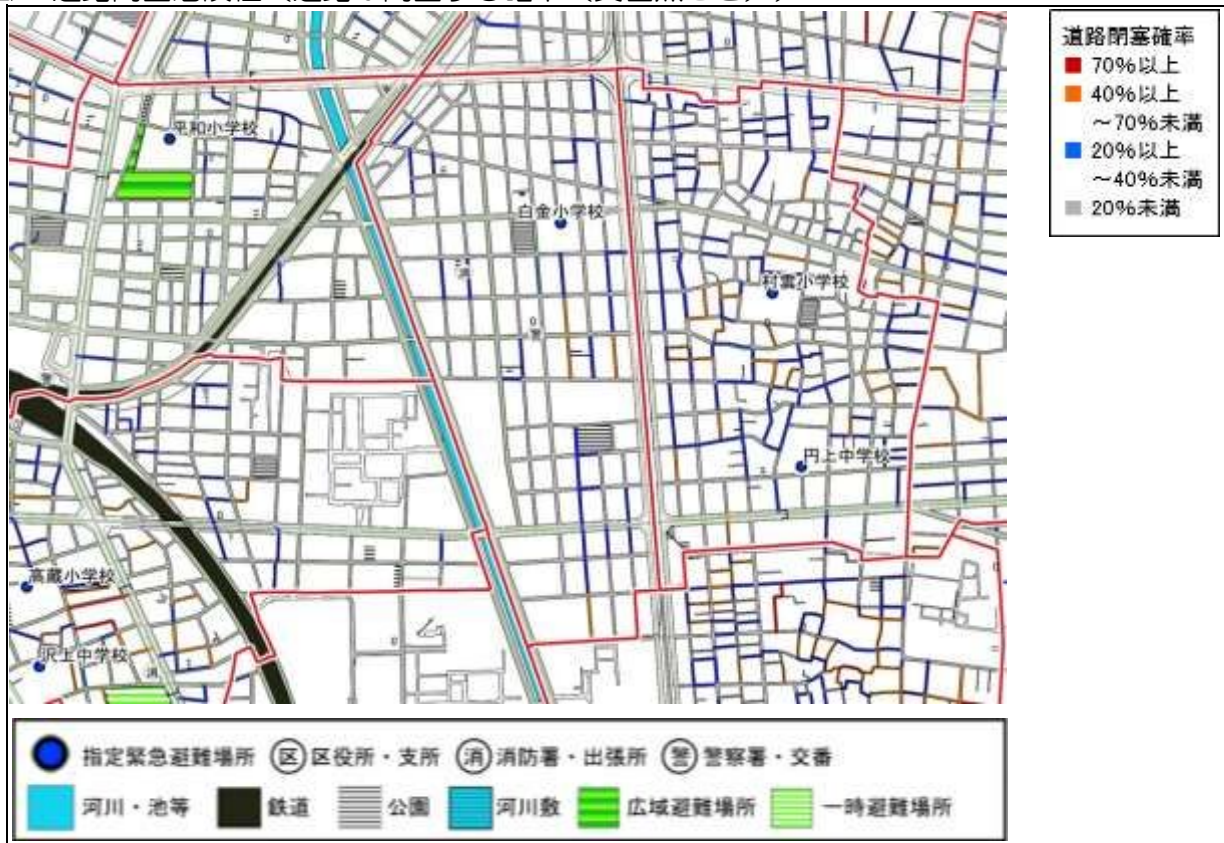 道路閉塞確率
70%以上
40%以上
～70%未満
20%以上
～40%未満
20%未満
平和小学校
白金小学校
村雲小学校
円上中学校
高蔵小学校
沢上中学校
指定緊急避難場所 区 区役所・支所 消 消防署・出張所 警 警察署・交番
河川・池等 鉄道 公園 河川敷 広域避難場所 一時避難場所